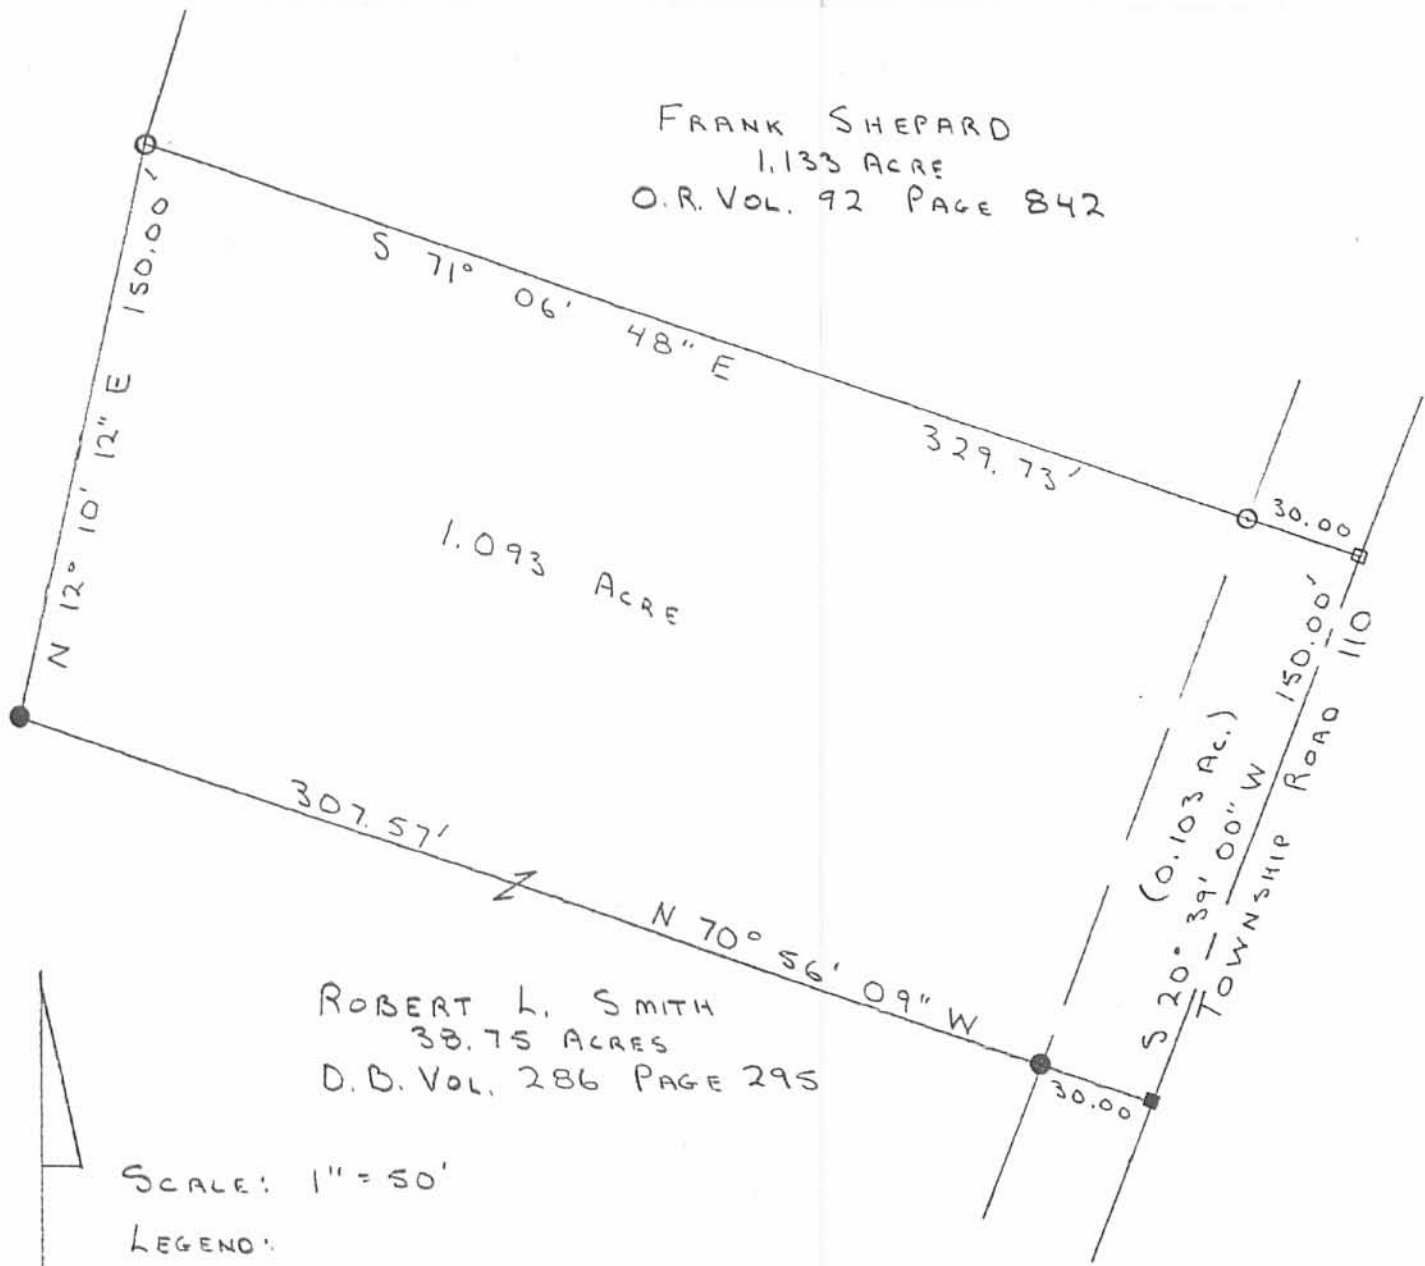 FRANK SHEPARD
1.133 ACRE
O.R. VOL. 92 PAGE 842
N 12° 10' 12" E 150.00'
S 71° 06' 48" E 329.73'
30.00
1.093 ACRE
(0.103 Ac.)
S 20° 39' 00" W 150.00'
TOWNSHIP ROAD 110
307.57' N 70° 56' 09" W
30.00
ROBERT L. SMITH
38.75 ACRES
D.B. VOL. 286 PAGE 295
SCALE: 1" = 50'
LEGEND: